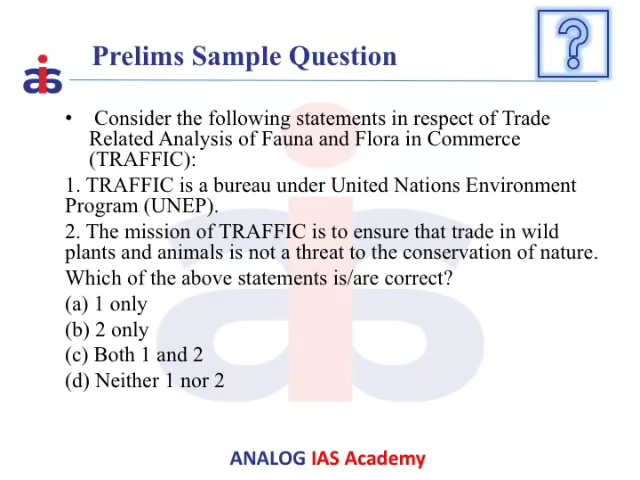 Prelims Sample Question
ais
• Consider the following statements in respect of Trade
Related Analysis of Fauna and Flora in Commerce
(TRAFFIC):
1. TRAFFIC is a bureau under United Nations Environment
Program (UNEP).
2. The mission of TRAFFIC is to ensure that trade in wild
plants and animals is not a threat to the conservation of nature.
Which of the above statements is/are correct?
(a) 1 only
(b) 2 only
(c) Both 1 and 2
(d) Neither 1 nor 2
ANALOG IAS Academy